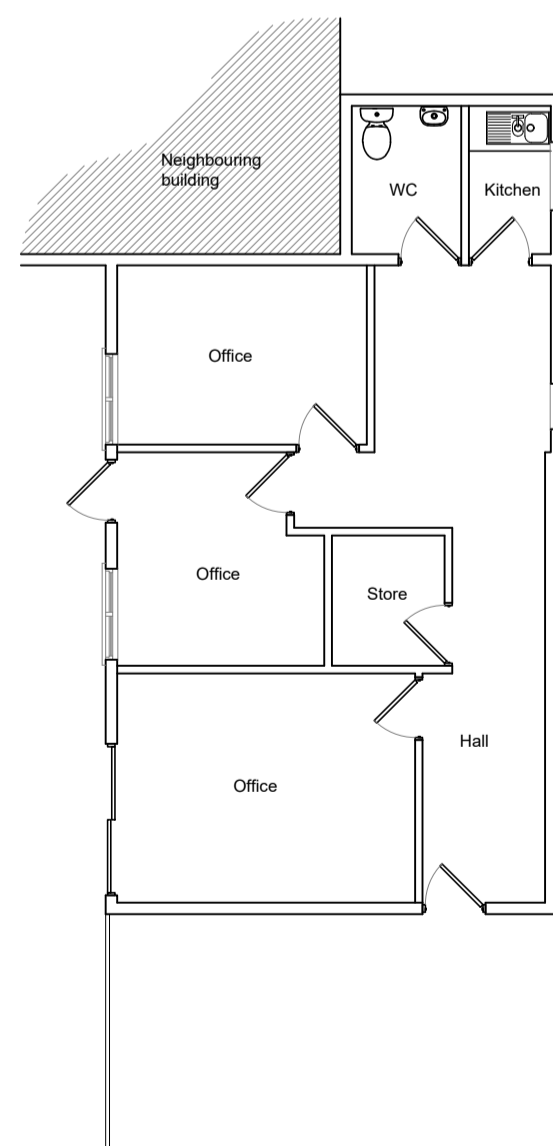 Neighbouring
building
WC
Kitchen
Office
Office
Store
Hall
Office